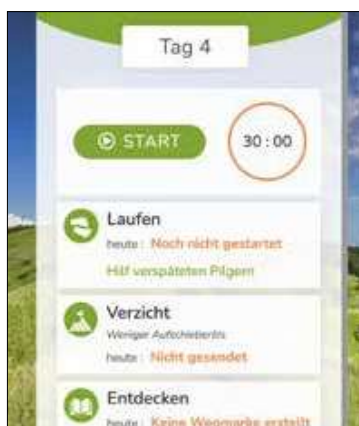 Tag 4
START
30 : 00
Laufen
heute : Noch nicht gestartet
Hilf verspäteten Pilgern
Verzicht
Weniger Aufschieberitis
heute : Nicht gesendet
Entdecken
heute : Keine Wegmarke erstellt